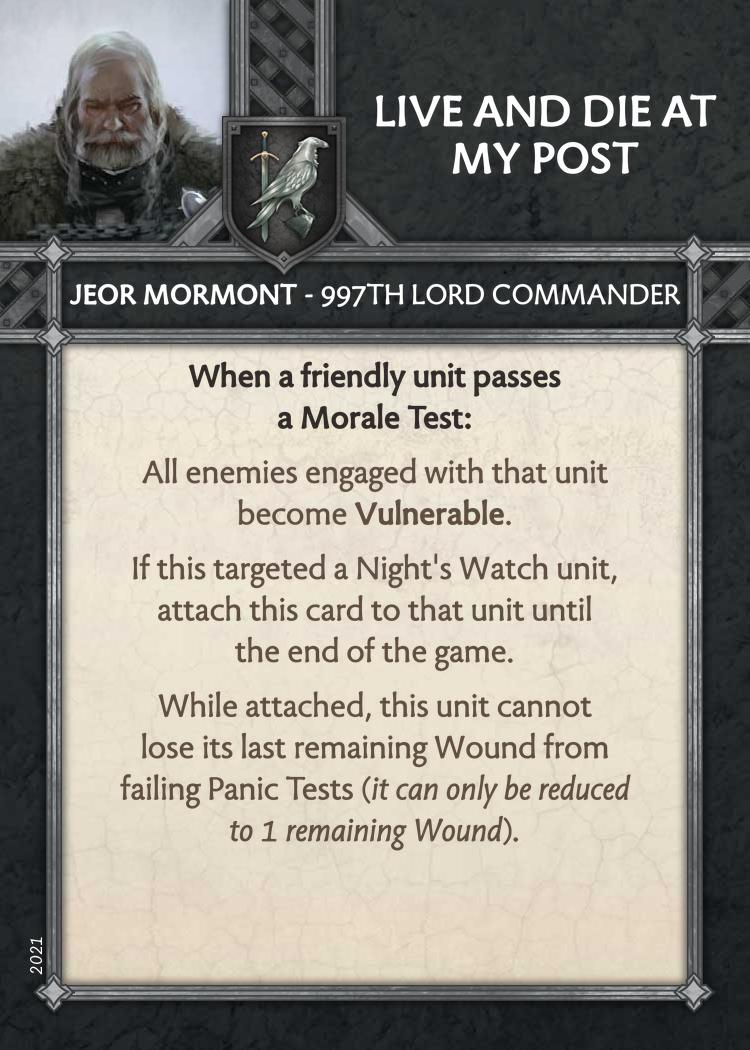 LIVE AND DIE AT
MY POST
JEOR MORMONT - 997TH LORD COMMANDER
When a friendly unit passes
a Morale Test:
All enemies engaged with that unit
become Vulnerable.
If this targeted a Night's Watch unit,
attach this card to that unit until
the end of the game.
While attached, this unit cannot
lose its last remaining Wound from
failing Panic Tests (it can only be reduced
to 1 remaining Wound).
2021